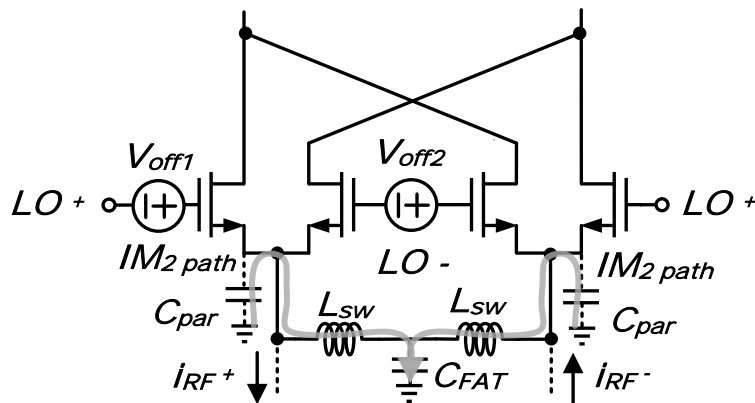 Voff1
Voff2
LO +
LO +
LO -
IM2 path
IM2 path
Cpar
Lsw
Lsw
Cpar
iRF+
CFAT
iRF-